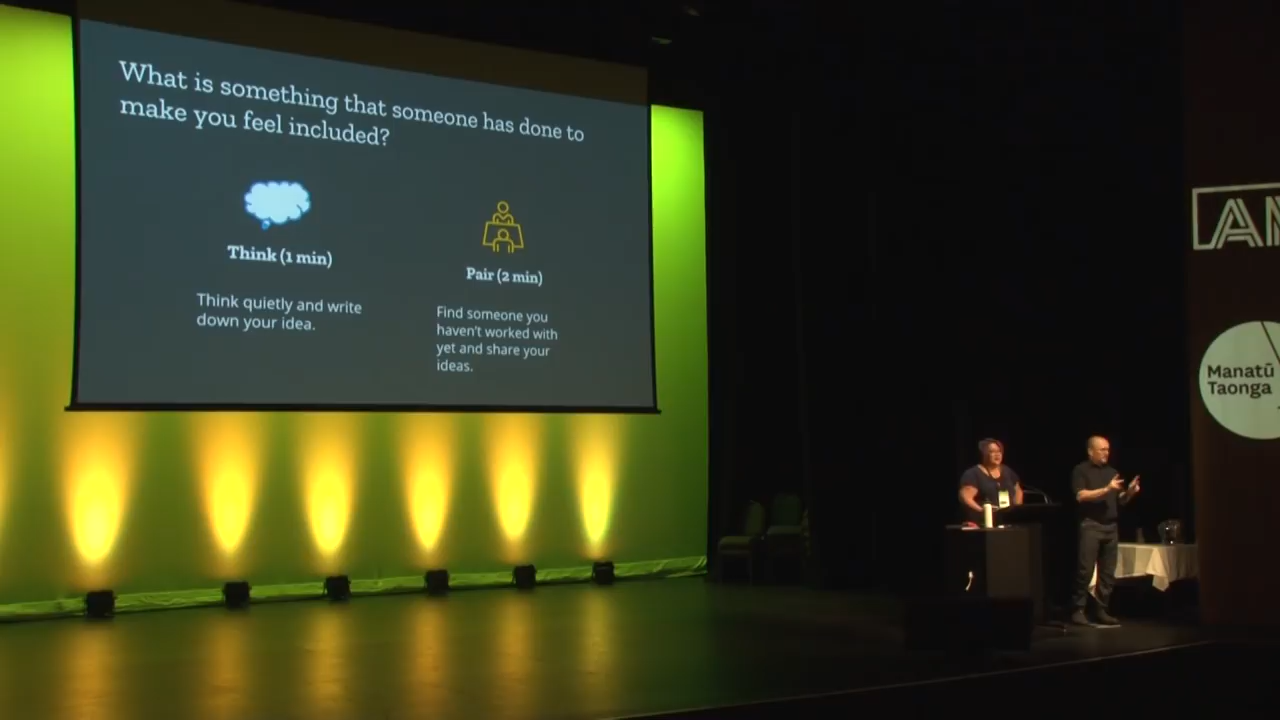 What is something that someone has done to
make you feel included?
Think (1 min)
Think quietly and write
down your idea.
Pair (2 min)
Find someone you
haven't worked with
yet and share your
ideas.
Manatū
Taonga